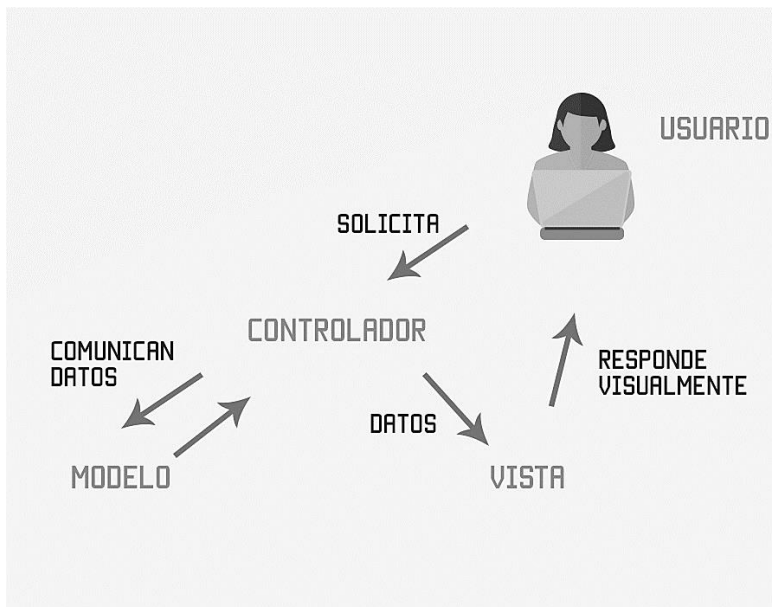 USUARIO
SOLICITA
CONTROLADOR
COMUNICAN
DATOS
RESPONDE
VISUALMENTE
DATOS
MODELO
VISTA